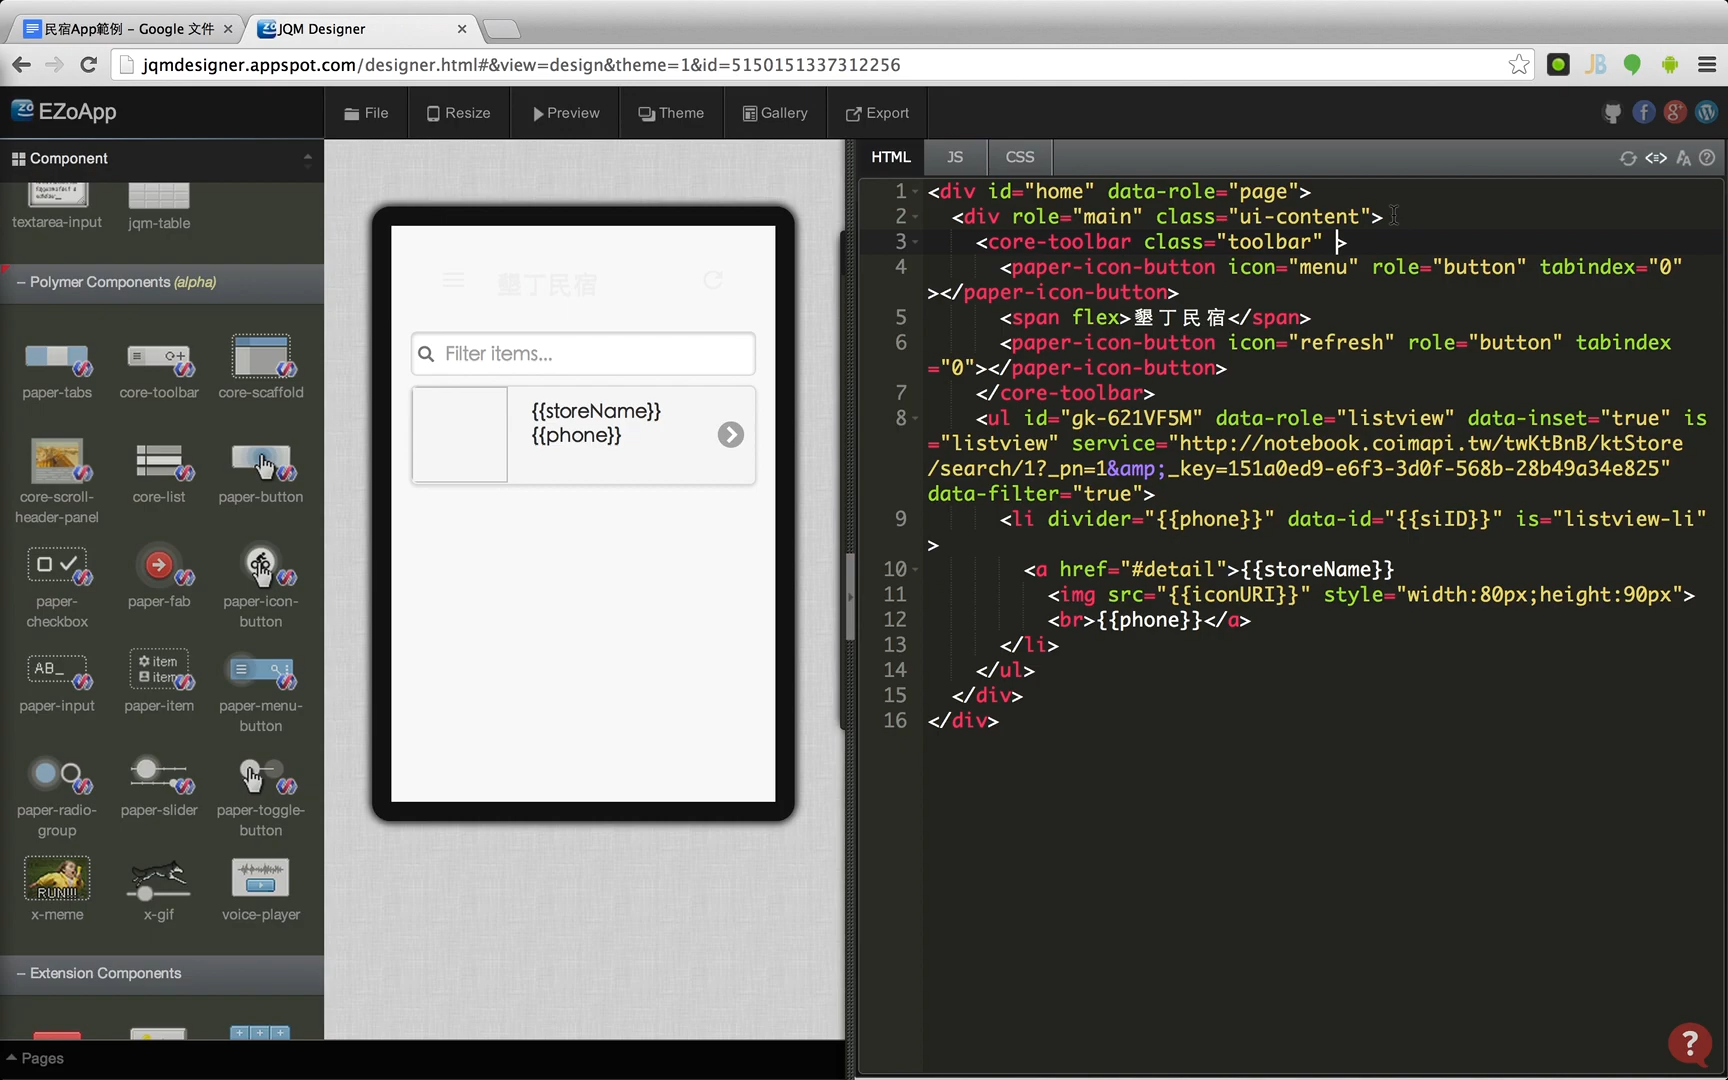 民宿App範例 – Google 文件
JQM Designer
jqmdesigner.appspot.com/designer.html#&view=design&theme=1&id=5150151337312256
EZoApp
File
Resize
Preview
Theme
Gallery
Export
Component
textarea-input
jqm-table
– Polymer Components (alpha)
paper-tabs
core-toolbar
core-scaffold
core-scroll-
header-panel
core-list
paper-button
paper-
checkbox
paper-fab
paper-icon-
button
AB_
item
item
paper-input
paper-item
paper-menu-
button
paper-radio-
group
paper-slider
paper-toggle-
button
RUN!!!
x-meme
x-gif
voice-player
– Extension Components
Pages
墾丁民宿
Filter items...
{{storeName}}
{{phone}}
HTML
JS
CSS
1 <div id="home" data-role="page">
2 <div role="main" class="ui-content">
3 <core-toolbar class="toolbar" >
4 <paper-icon-button icon="menu" role="button" tabindex="0"
></paper-icon-button>
5 <span flex>墾丁民宿</span>
6 <paper-icon-button icon="refresh" role="button" tabindex
="0"></paper-icon-button>
7 </core-toolbar>
8 <ul id="gk-621VF5M" data-role="listview" data-inset="true" is
="listview" service="http://notebook.coimapi.tw/twKtBnB/ktStore
/search/1?_pn=1&amp;_key=151a0ed9-e6f3-3d0f-568b-28b49a34e825"
data-filter="true">
9 <li divider="{{phone}}" data-id="{{siID}}" is="listview-li"
>
10 <a href="#detail">{{storeName}}
11 <img src="{{iconURI}}" style="width:80px;height:90px">
12 <br>{{phone}}</a>
13 </li>
14 </ul>
15 </div>
16 </div>